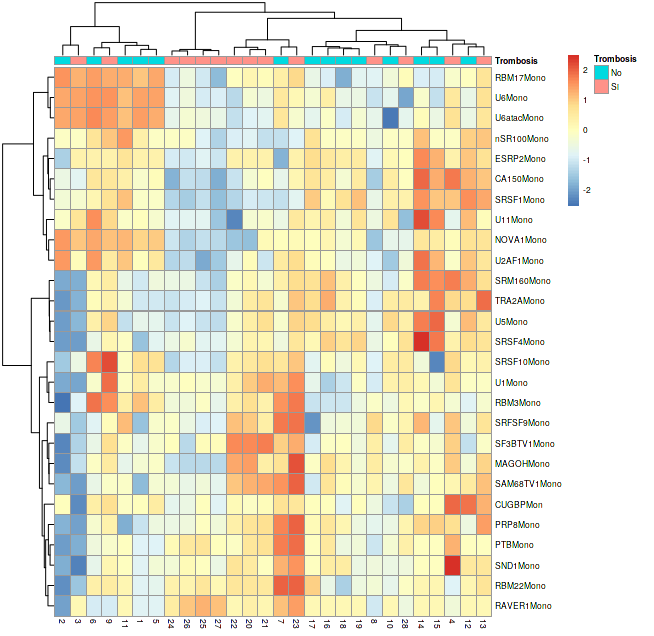 Trombosis
RBM17Mono
U6Mono
U6atacMono
nSR100Mono
ESRP2Mono
CA150Mono
SRSF1Mono
U11Mono
NOVA1Mono
U2AF1Mono
SRM160Mono
TRA2AMono
U5Mono
SRSF4Mono
SRSF10Mono
U1Mono
RBM3Mono
SRFSF9Mono
SF3BTV1Mono
MAGOHMono
SAM68TV1Mono
CUGBPMon
PRP8Mono
PTBMono
SND1Mono
RBM22Mono
RAVER1Mono
2 3 6 9 11 1 5 24 26 25 27 22 20 21 7 23 17 16 18 19 8 10 28 14 15 4 12 13
2
1
0
-1
-2
Trombosis
No
SI